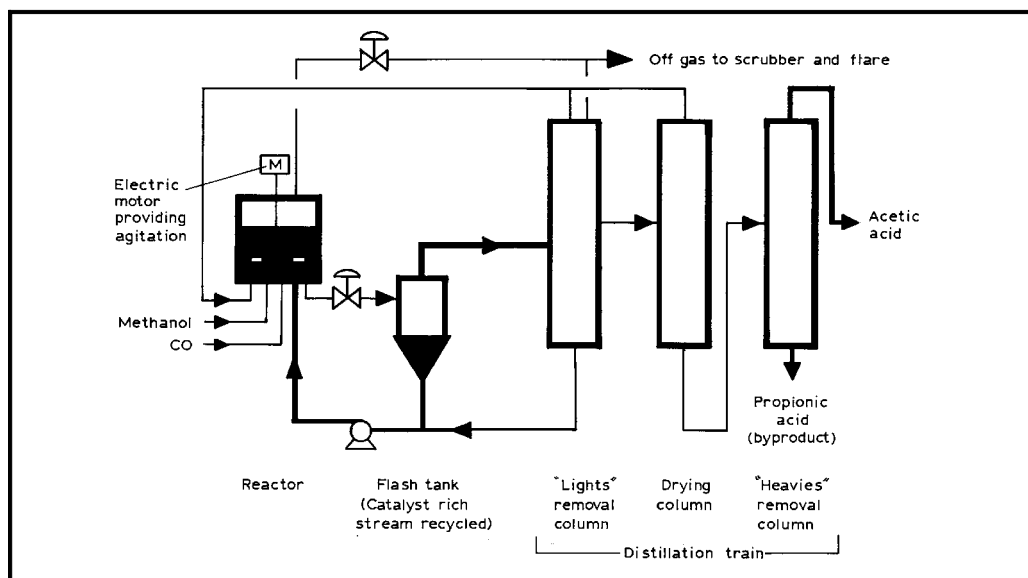 Off gas to scrubber and flare
M
Electric
motor
providing
agitation
Acetic
acid
Methanol
CO
Propionic
acid
(byproduct)
Reactor
Flash tank
(Catalyst rich
stream recycled)
"Lights"
removal
column
Drying
column
"Heavies"
removal
column
Distillation train